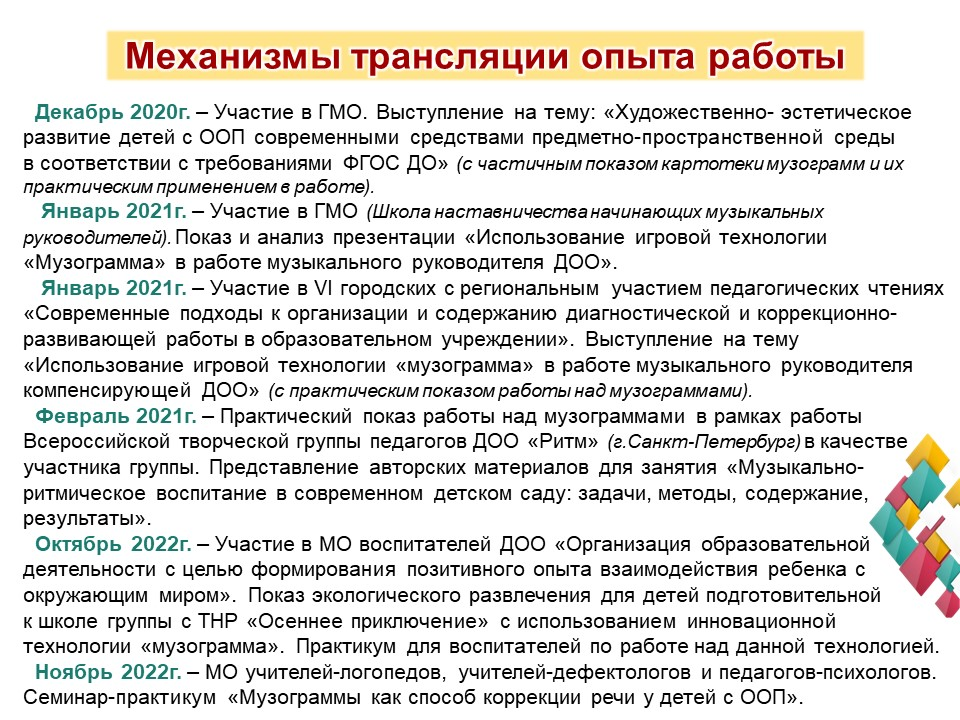 Механизмы трансляции опыта работы
Декабрь 2020г. – Участие в ГМО. Выступление на тему: «Художественно- эстетическое
развитие детей с ООП современными средствами предметно-пространственной среды
в соответствии с требованиями ФГОС ДО» (с частичным показом картотеки музограмм и их
практическим применением в работе).
Январь 2021г. – Участие в ГМО (Школа наставничества начинающих музыкальных
руководителей). Показ и анализ презентации «Использование игровой технологии
«Музограмма» в работе музыкального руководителя ДОО».
Январь 2021г. – Участие в VI городских с региональным участием педагогических чтениях
«Современные подходы к организации и содержанию диагностической и коррекционно-
развивающей работы в образовательном учреждении». Выступление на тему
«Использование игровой технологии «музограмма» в работе музыкального руководителя
компенсирующей ДОО» (с практическим показом работы над музограммами).
Февраль 2021г. – Практический показ работы над музограммами в рамках работы
Всероссийской творческой группы педагогов ДОО «Ритм» (г.Санкт-Петербург) в качестве
участника группы. Представление авторских материалов для занятия «Музыкально-
ритмическое воспитание в современном детском саду: задачи, методы, содержание,
результаты».
Октябрь 2022г. – Участие в МО воспитателей ДОО «Организация образовательной
деятельности с целью формирования позитивного опыта взаимодействия ребенка с
окружающим миром». Показ экологического развлечения для детей подготовительной
к школе группы с ТНР «Осеннее приключение» с использованием инновационной
технологии «музограмма». Практикум для воспитателей по работе над данной технологией.
Ноябрь 2022г. – МО учителей-логопедов, учителей-дефектологов и педагогов-психологов.
Семинар-практикум «Музограммы как способ коррекции речи у детей с ООП».